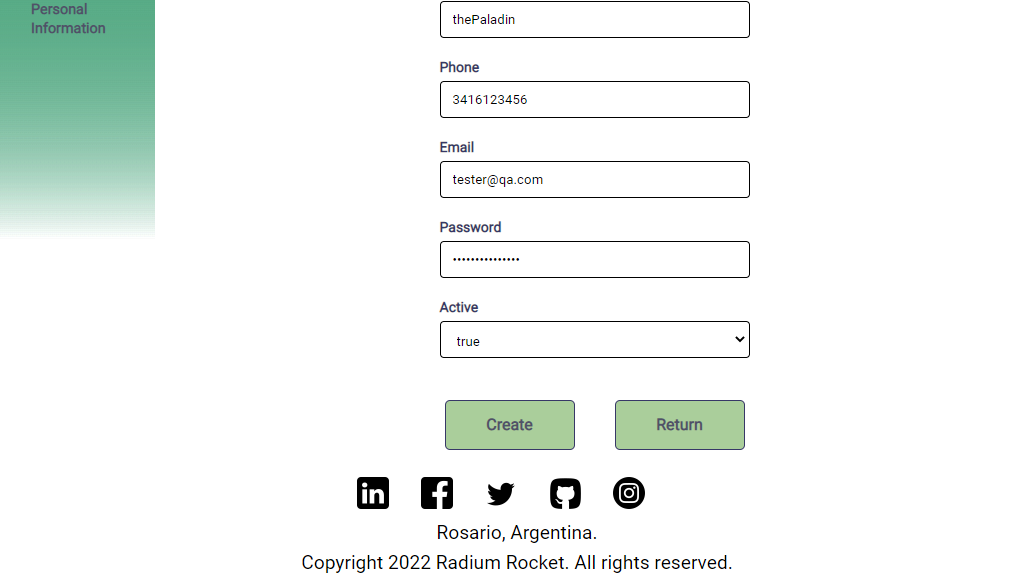 Personal
Information
thePaladin
Phone
3416123456
Email
tester@qa.com
Password
•••••••••••••••
Active
true
Create
Return
in
Rosario, Argentina.
Copyright 2022 Radium Rocket. All rights reserved.